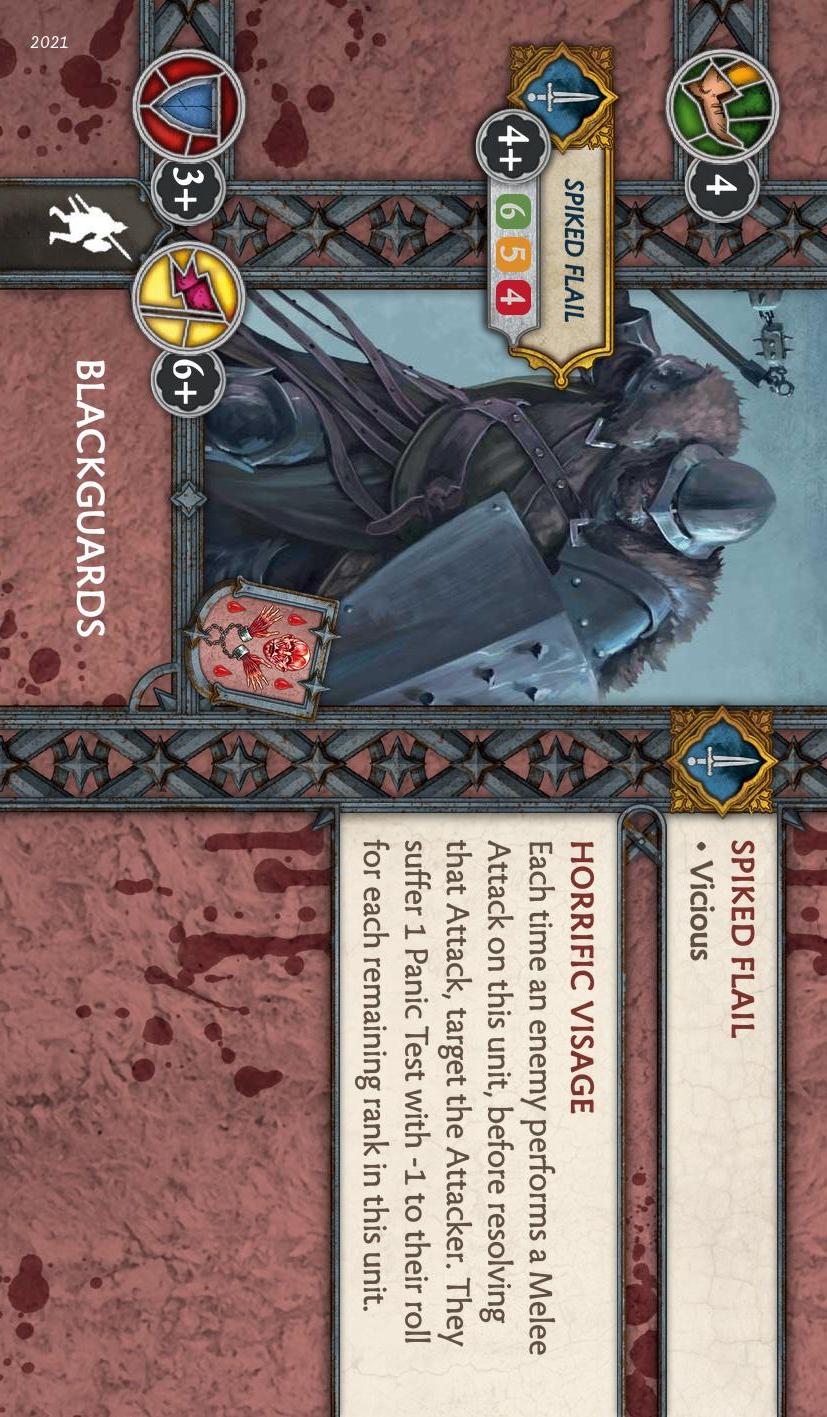 4
SPIKED FLAIL
4+
6 5 4
3+
6+
BLACKGUARDS
2021
SPIKED FLAIL
• Vicious
HORRIFIC VISAGE
Each time an enemy performs a Melee
Attack on this unit, before resolving
that Attack, target the Attacker. They
suffer 1 Panic Test with -1 to their roll
for each remaining rank in this unit.